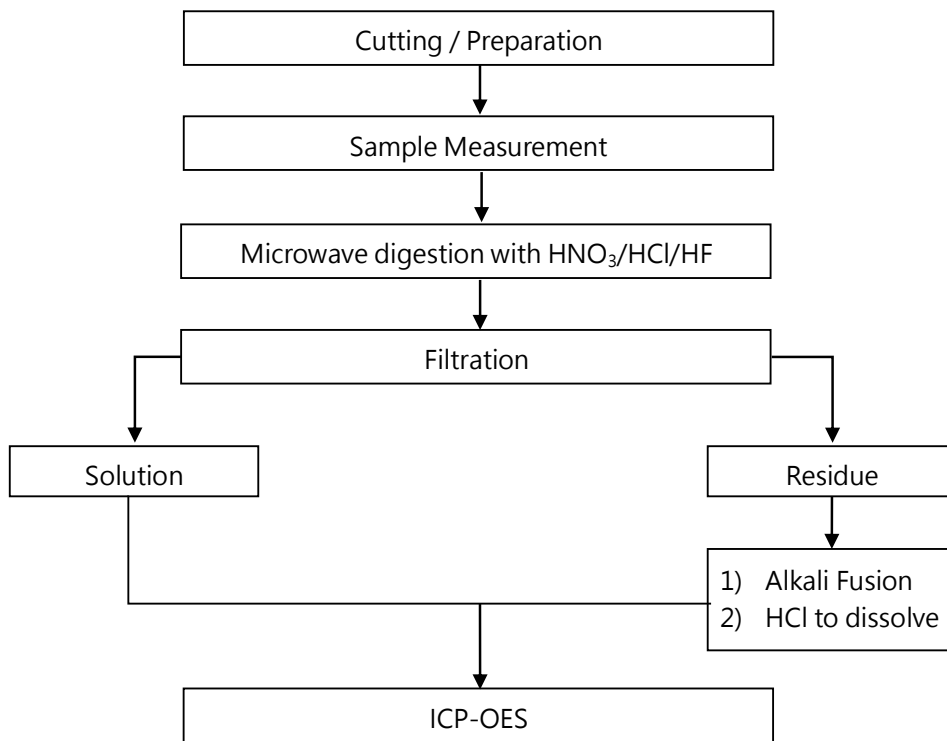 Cutting / Preparation
Sample Measurement
Microwave digestion with HNO₃/HCl/HF
Filtration
Solution
Residue
1) Alkali Fusion
2) HCl to dissolve
ICP-OES